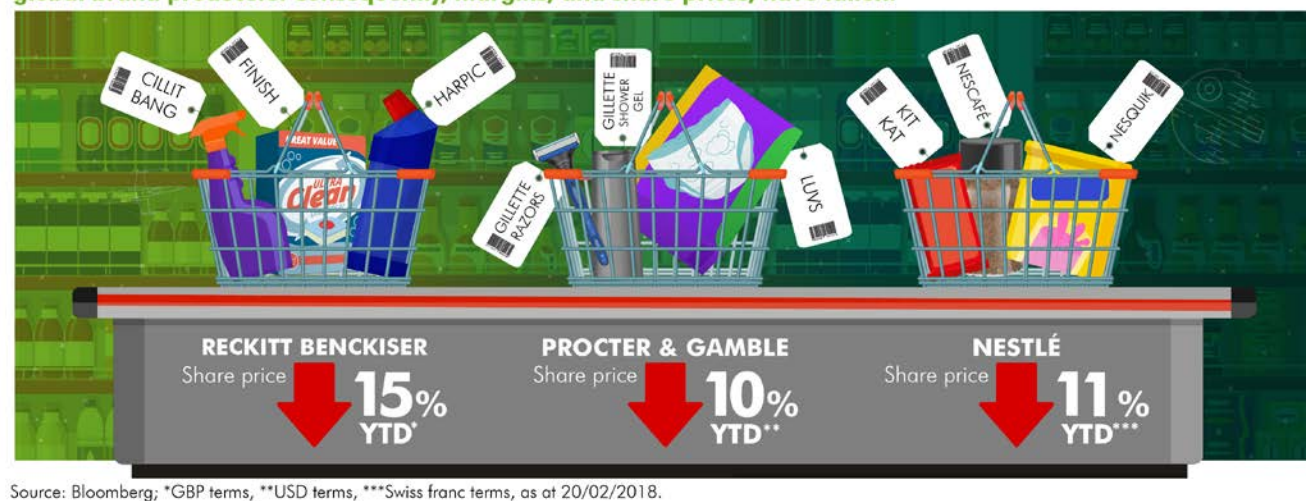 CILLIT
BANG
FINISH
HARPIC
GILLETTE
SHOWER
GEL
KIT
KAT
NESCAFÉ
NESQUIK
GREAT VALUE
ULTRA
Clean
GILLETTE
RAZORS
LUVS
RECKITT BENCKISER
Share price
15%
YTD*
PROCTER & GAMBLE
Share price
10%
YTD**
NESTLÉ
Share price
11%
YTD***
Source: Bloomberg; *GBP terms, **USD terms, ***Swiss franc terms, as at 20/02/2018.